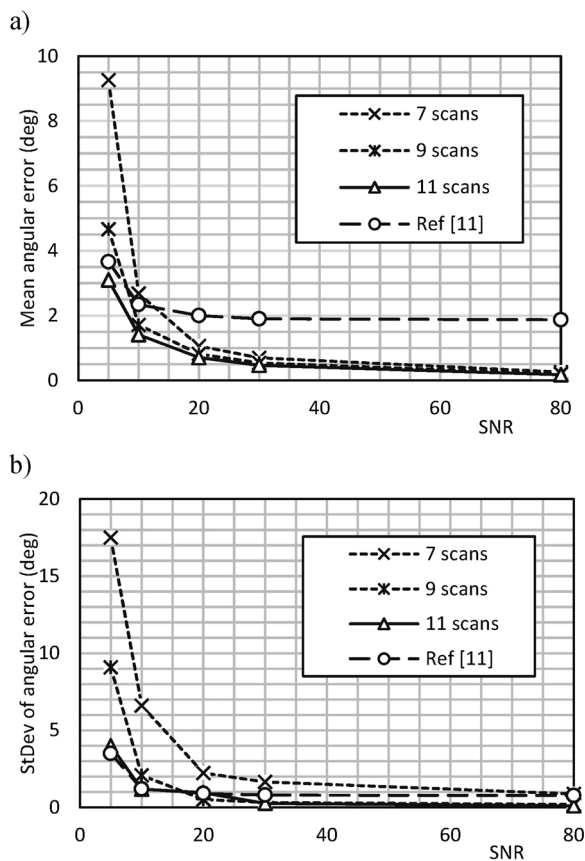 a)
10
8
6
4
2
0
Mean angular error (deg)
7 scans
9 scans
11 scans
Ref [11]
0 20 40 60 80
SNR
b)
20
15
10
5
0
StDev of angular error (deg)
7 scans
9 scans
11 scans
Ref [11]
0 20 40 60 80
SNR